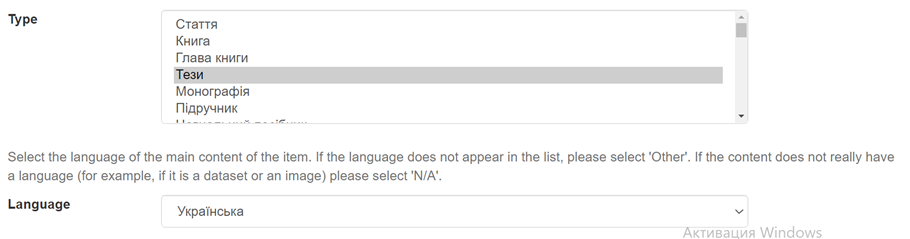 Type
Стаття
Книга
Глава книги
Тези
Монографія
Підручник
Select the language of the main content of the item. If the language does not appear in the list, please select 'Other'. If the content does not really have
a language (for example, if it is a dataset or an image) please select 'N/A'.
Language
Українська
Активация Windows